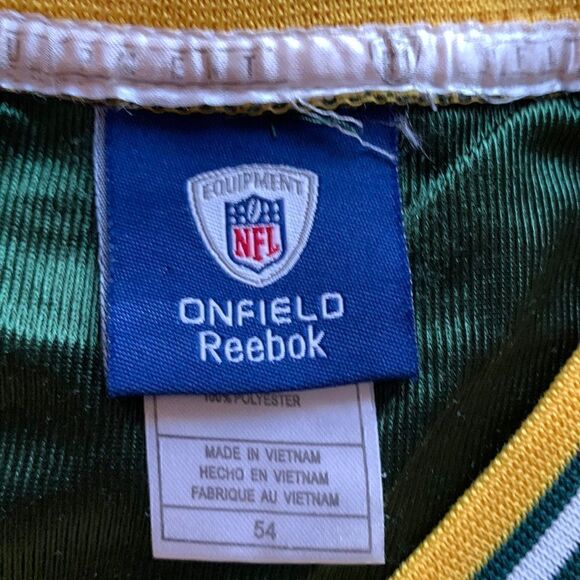 EQUIPMENT
NFL
ONFIELD
Reebok
100% POLYESTER
MADE IN VIETNAM
HECHO EN VIETNAM
FABRIQUE AU VIETNAM
54